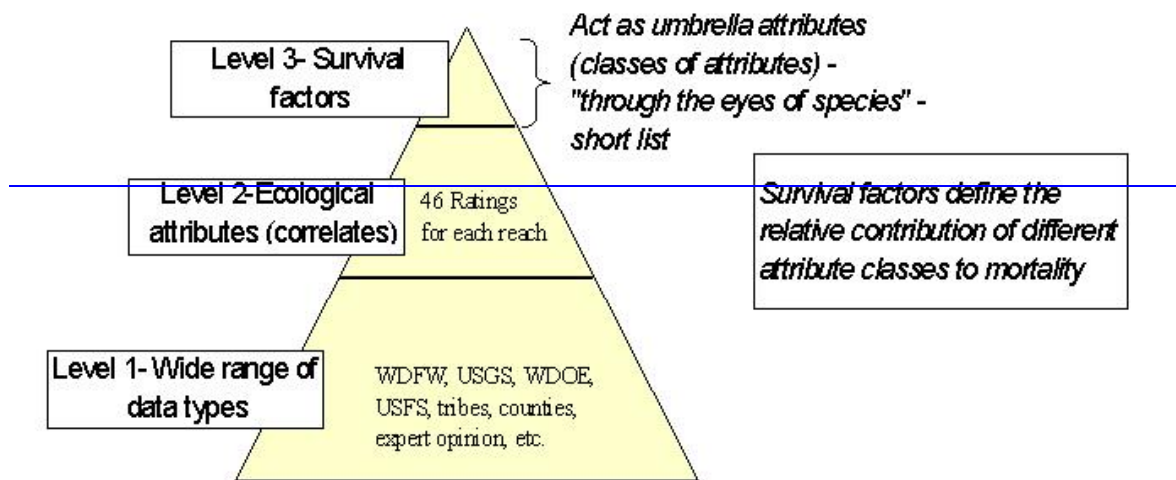 Level 3- Survival
factors
Act as umbrella attributes
(classes of attributes) -
"through the eyes of species" -
short list
Level 2-Ecological
attributes (correlates)
46 Ratings
for each reach
Survival factors define the
relative contribution of different
attribute classes to mortality
Level 1- Wide range of
data types
WDFW, USGS, WDOE,
USFS, tribes, counties,
expert opinion, etc.